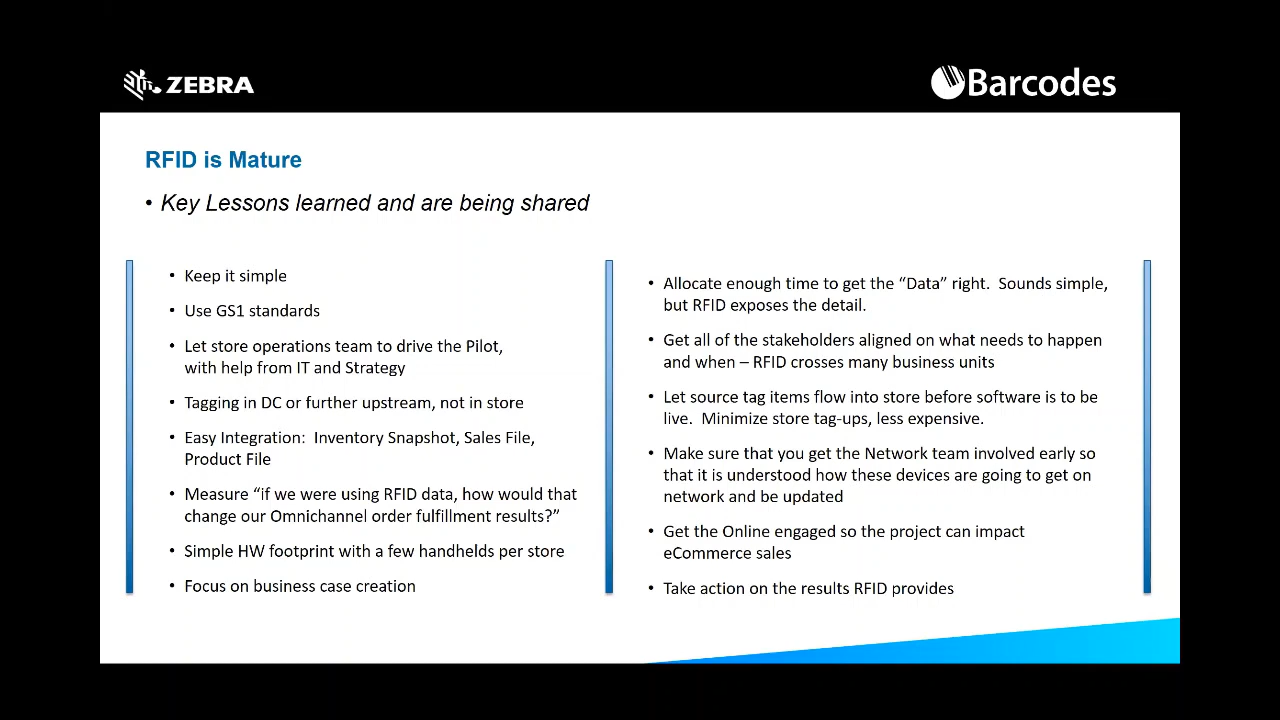 ZEBRA
Barcodes
RFID is Mature
• Key Lessons learned and are being shared
• Keep it simple
• Use GS1 standards
• Let store operations team to drive the Pilot,
with help from IT and Strategy
• Tagging in DC or further upstream, not in store
• Easy Integration:  Inventory Snapshot, Sales File,
Product File
• Measure “if we were using RFID data, how would that
change our Omnichannel order fulfillment results?”
• Simple HW footprint with a few handhelds per store
• Focus on business case creation
• Allocate enough time to get the “Data” right.  Sounds simple,
but RFID exposes the detail.
• Get all of the stakeholders aligned on what needs to happen
and when – RFID crosses many business units
• Let source tag items flow into store before software is to be
live.  Minimize store tag-ups, less expensive.
• Make sure that you get the Network team involved early so
that it is understood how these devices are going to get on
network and be updated
• Get the Online engaged so the project can impact
eCommerce sales
• Take action on the results RFID provides